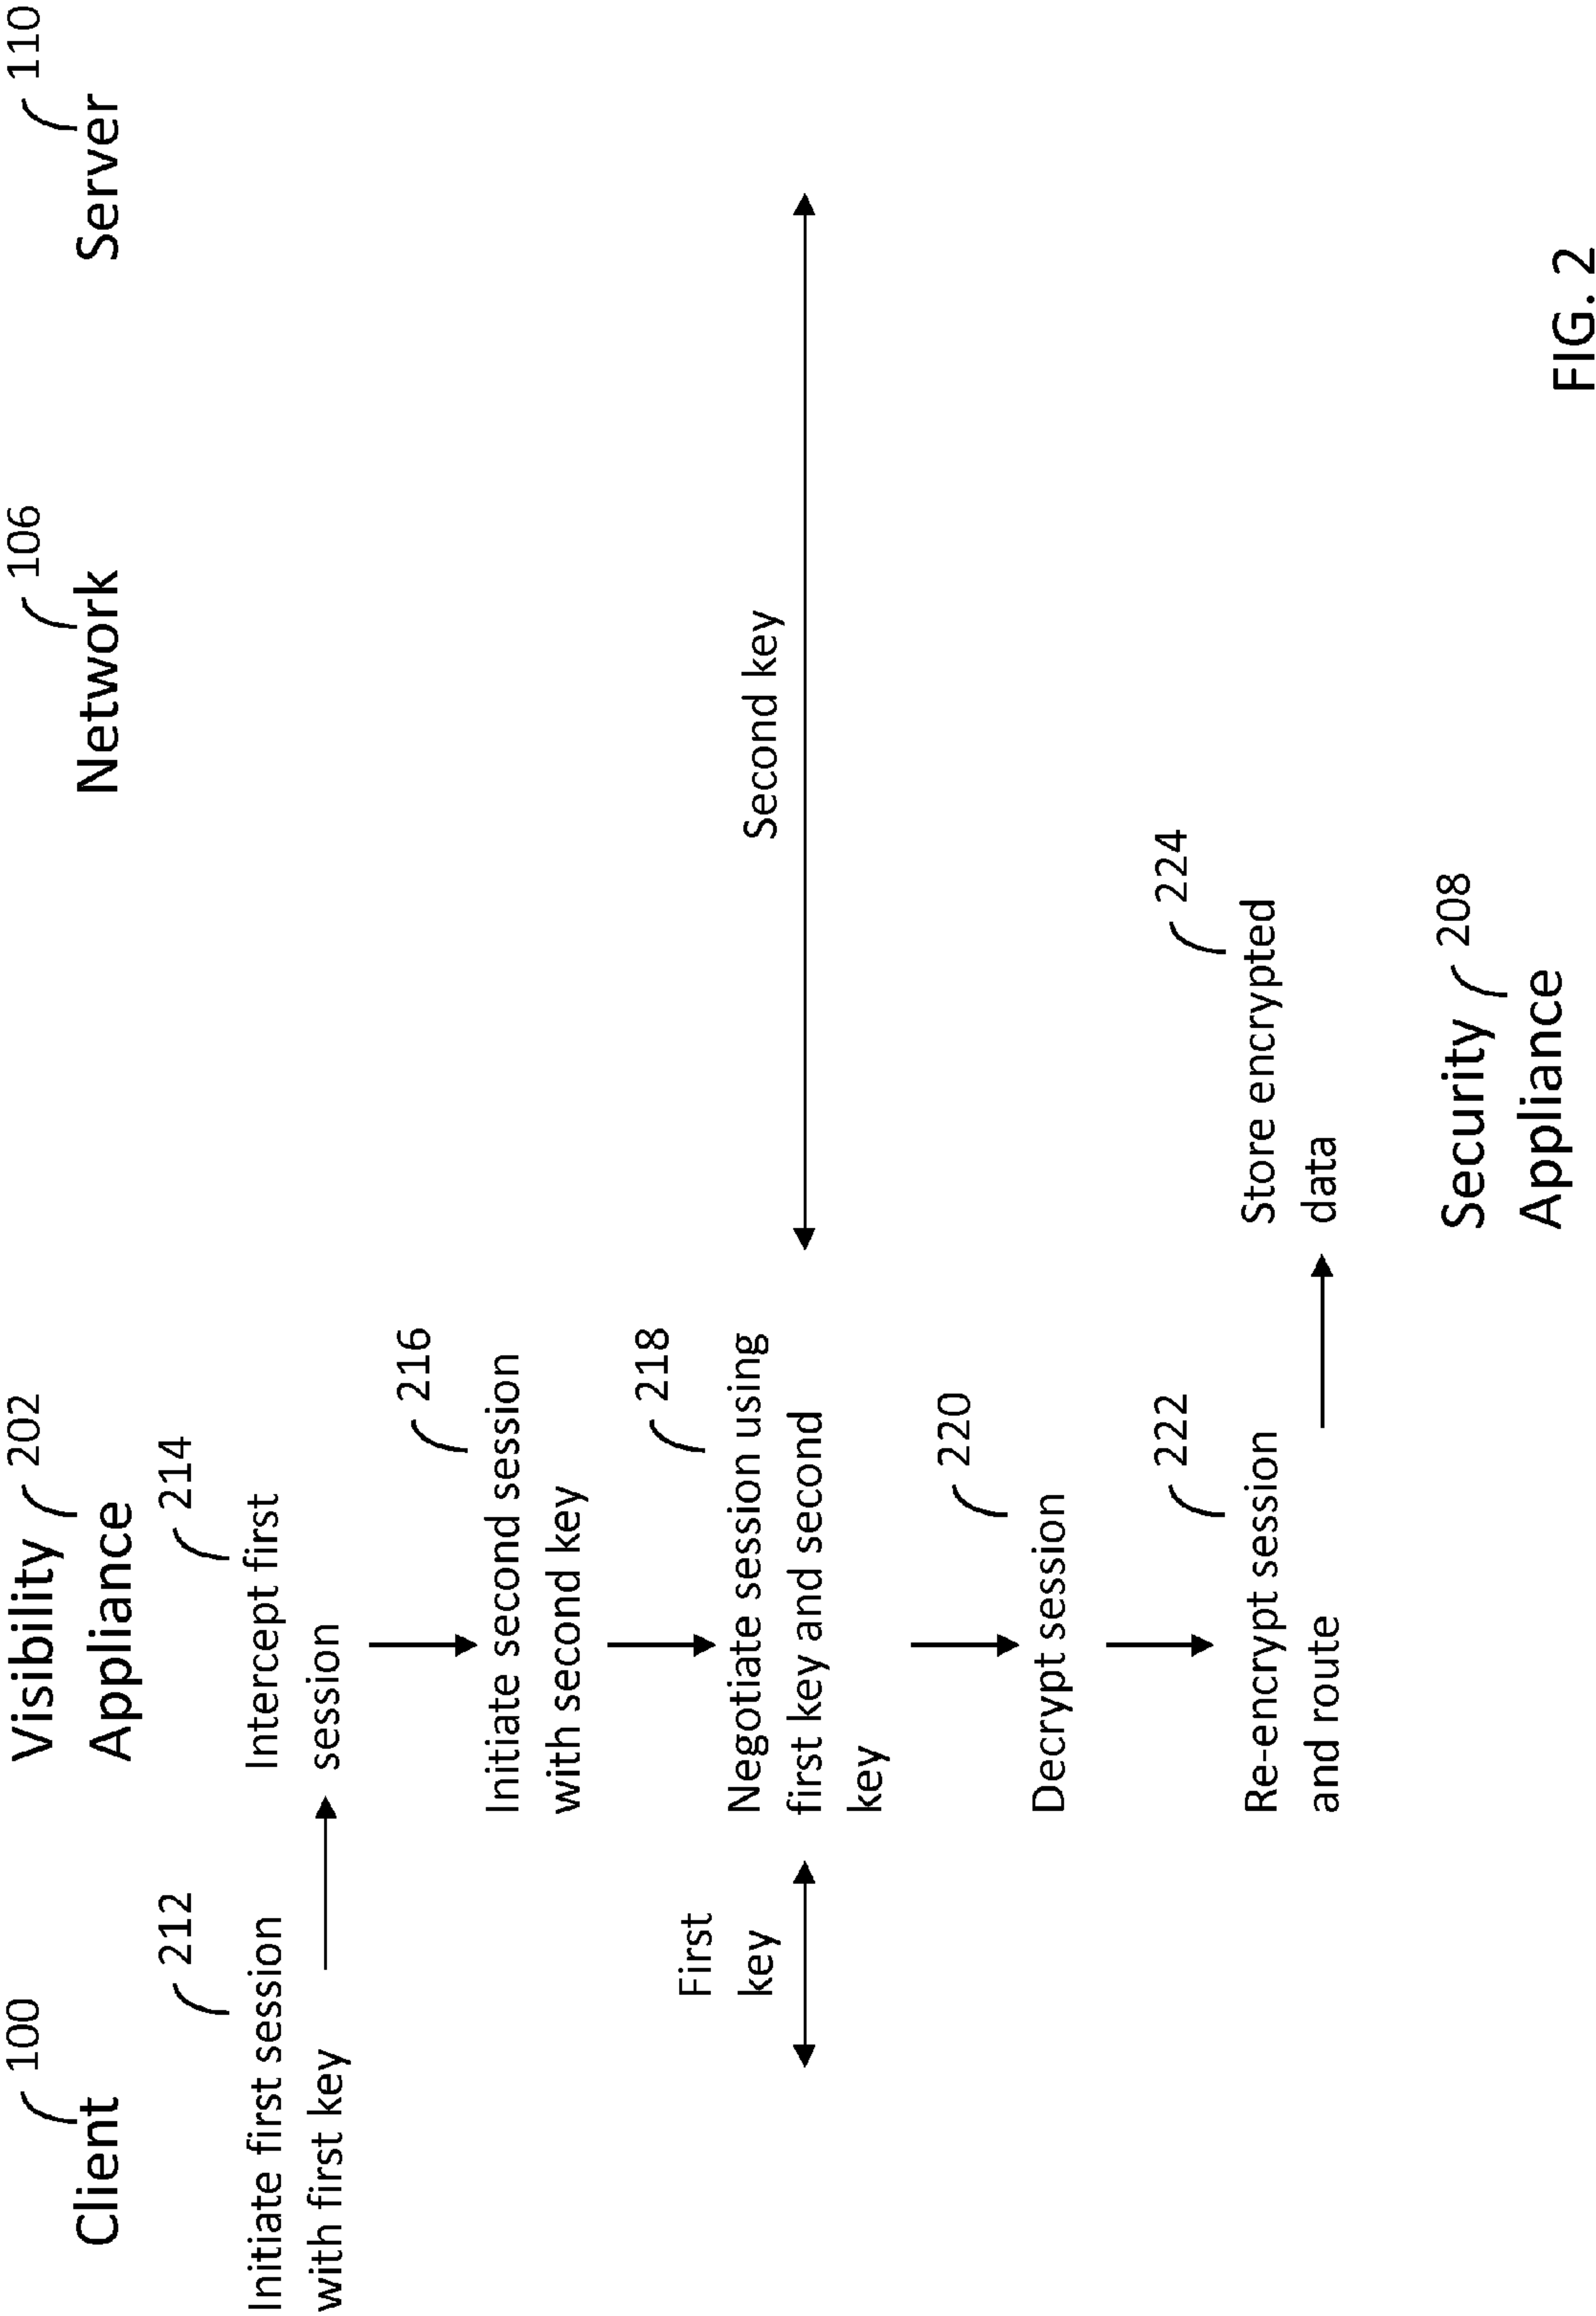 Client
100
Visibility
Appliance
202
Network
106
Server
110
212
Initiate first session
with first key
214
Intercept first
session
216
Initiate second session
with second key
218
Negotiate session using
first key and second
key
First
key
Second key
220
Decrypt session
222
Re-encrypt session
and route
224
Store encrypted
data
Security
Appliance
208
FIG. 2